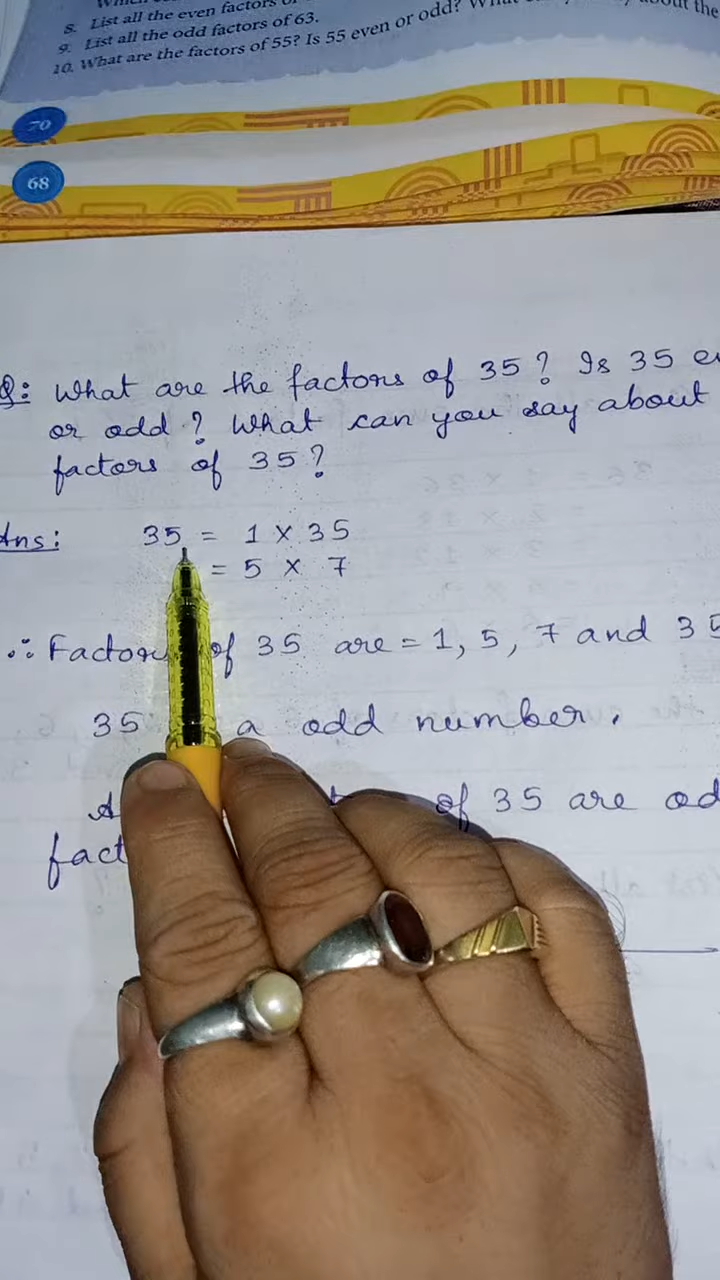 8. List all the even factors
9. List all the odd factors of 63.
10. What are the factors of 55? Is 55 even or odd? What
70
68
Q: What are the factors of 35? Is 35 e
or odd? What can you say about
factors of 35?
Ans: 35 = 1 × 35
= 5 × 7
∴ Factors of 35 are = 1, 5, 7 and 35
35 a odd number.
of 35 are od
fact